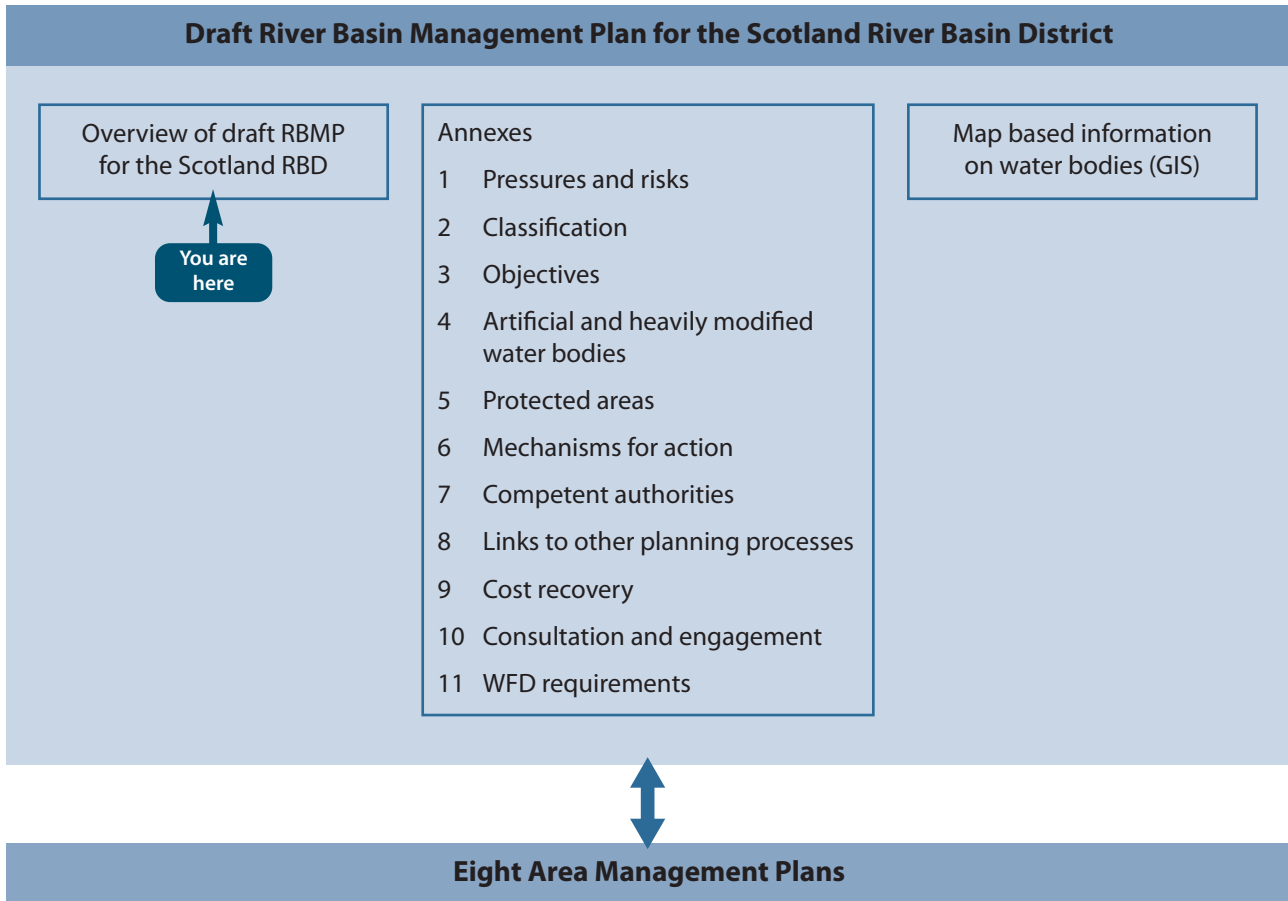 Draft River Basin Management Plan for the Scotland River Basin District
Overview of draft RBMP
for the Scotland RBD
You are
here
Annexes
1 Pressures and risks
2 Classification
3 Objectives
4 Artificial and heavily modified
water bodies
5 Protected areas
6 Mechanisms for action
7 Competent authorities
8 Links to other planning processes
9 Cost recovery
10 Consultation and engagement
11 WFD requirements
Map based information
on water bodies (GIS)
Eight Area Management Plans